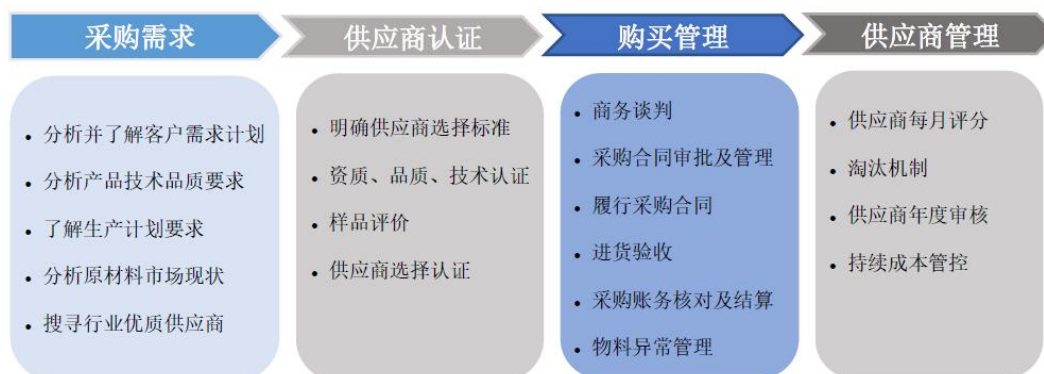 采购需求
供应商认证
购买管理
供应商管理
• 分析并了解客户需求计划
• 分析产品技术品质要求
• 了解生产计划要求
• 分析原材料市场现状
• 搜寻行业优质供应商
• 明确供应商选择标准
• 资质、品质、技术认证
• 样品评价
• 供应商选择认证
• 商务谈判
• 采购合同审批及管理
• 履行采购合同
• 进货验收
• 采购账务核对及结算
• 物料异常管理
• 供应商每月评分
• 淘汰机制
• 供应商年度审核
• 持续成本管控